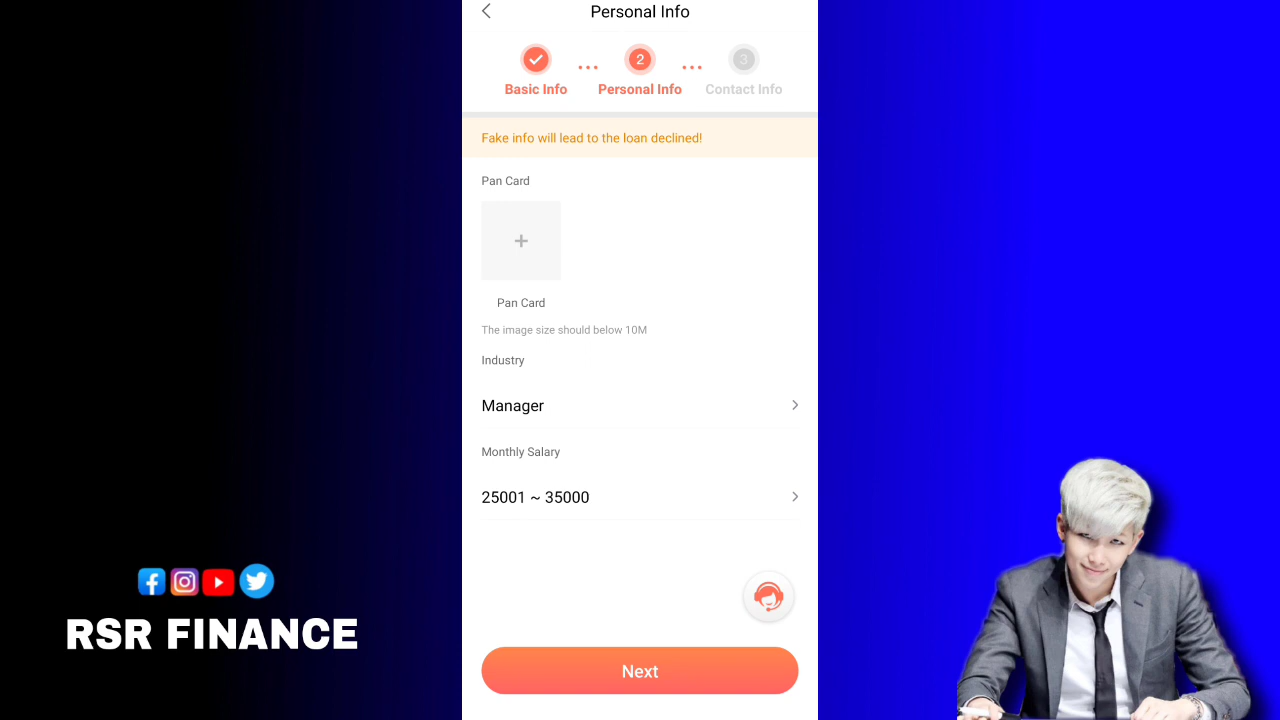 Personal Info
2
3
Basic Info
Personal Info
Contact Info
Fake info will lead to the loan declined!
Pan Card
+
Pan Card
The image size should below 10M
Industry
Manager
Monthly Salary
25001 ~ 35000
RSR FINANCE
Next